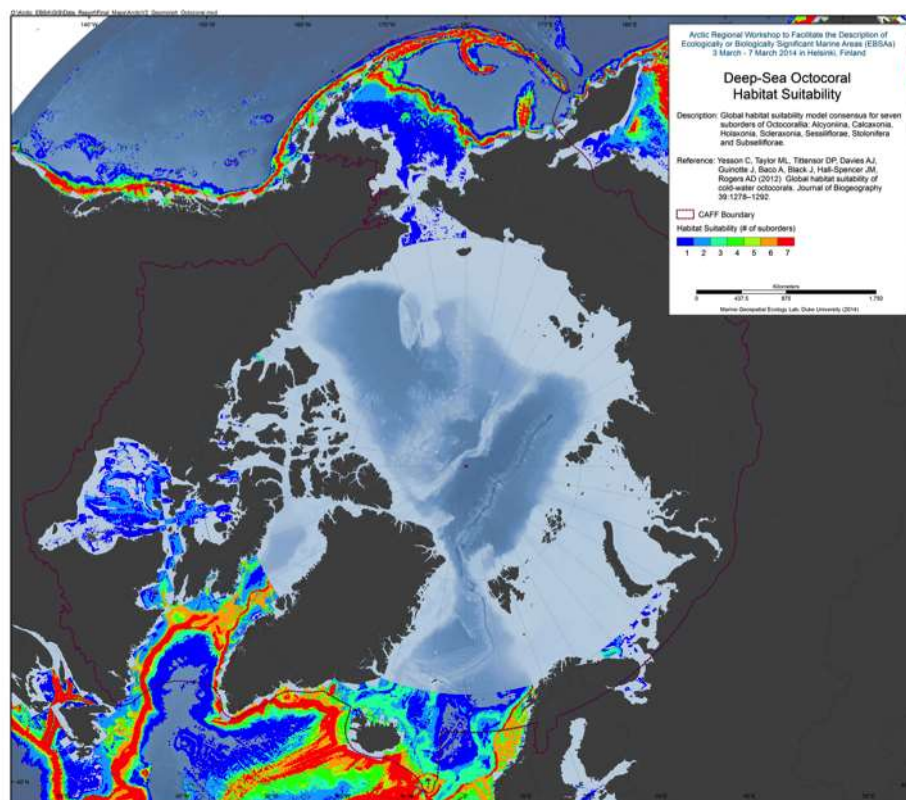 Arctic Regional Workshop to Facilitate the Description of
Ecologically or Biologically Significant Marine Areas (EBSAs)
3 March - 7 March 2014 in Helsinki, Finland
Deep-Sea Octocoral
Habitat Suitability
Description: Global habitat suitability model consensus for seven
suborders of Octocorallia: Alcyoniina, Calcaxonia,
Holaxonia, Scleraxonia, Sessiliflorae, Stolonifera
and Subselliflorae.
Reference: Yesson C, Taylor ML, Tittensor DP, Davies AJ,
Guinotte J, Baco A, Black J, Hall-Spencer JM,
Rogers AD (2012) Global habitat suitability of
cold-water octocorals. Journal of Biogeography
39:1278–1292.
CAFF Boundary
Habitat Suitability (# of suborders)
1 2 3 4 5 6 7
Kilometers
0 437.5 875 1,750
Marine Geospatial Ecology Lab, Duke University (2014)